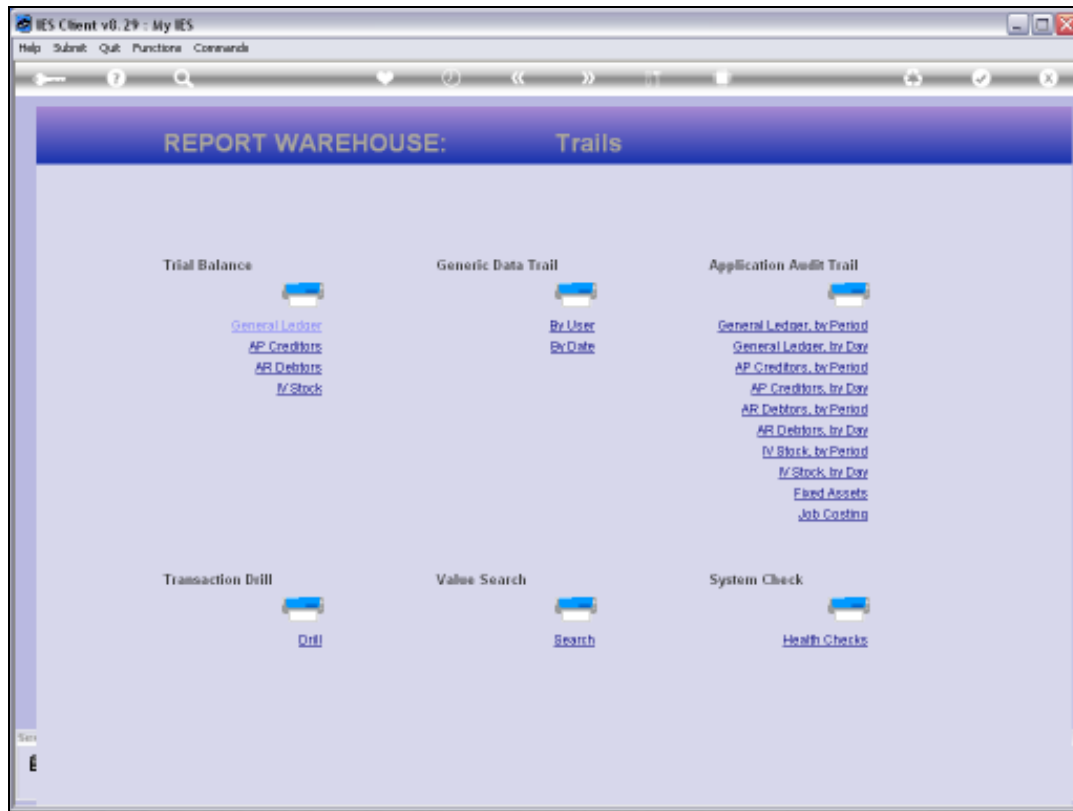 IES Client v8.29 : My IES
Help Submit Quit Functions Commands
REPORT WAREHOUSE: Trails
Trial Balance
General Ledger
AP Creditors
AR Debtors
IV Stock
Generic Data Trail
By User
By Date
Application Audit Trail
General Ledger, by Period
General Ledger, by Day
AP Creditors, by Period
AP Creditors, by Day
AR Debtors, by Period
AR Debtors, by Day
IV Stock, by Period
IV Stock, by Day
Fixed Assets
Job Costing
Transaction Drill
Drill
Value Search
Search
System Check
Health Checks